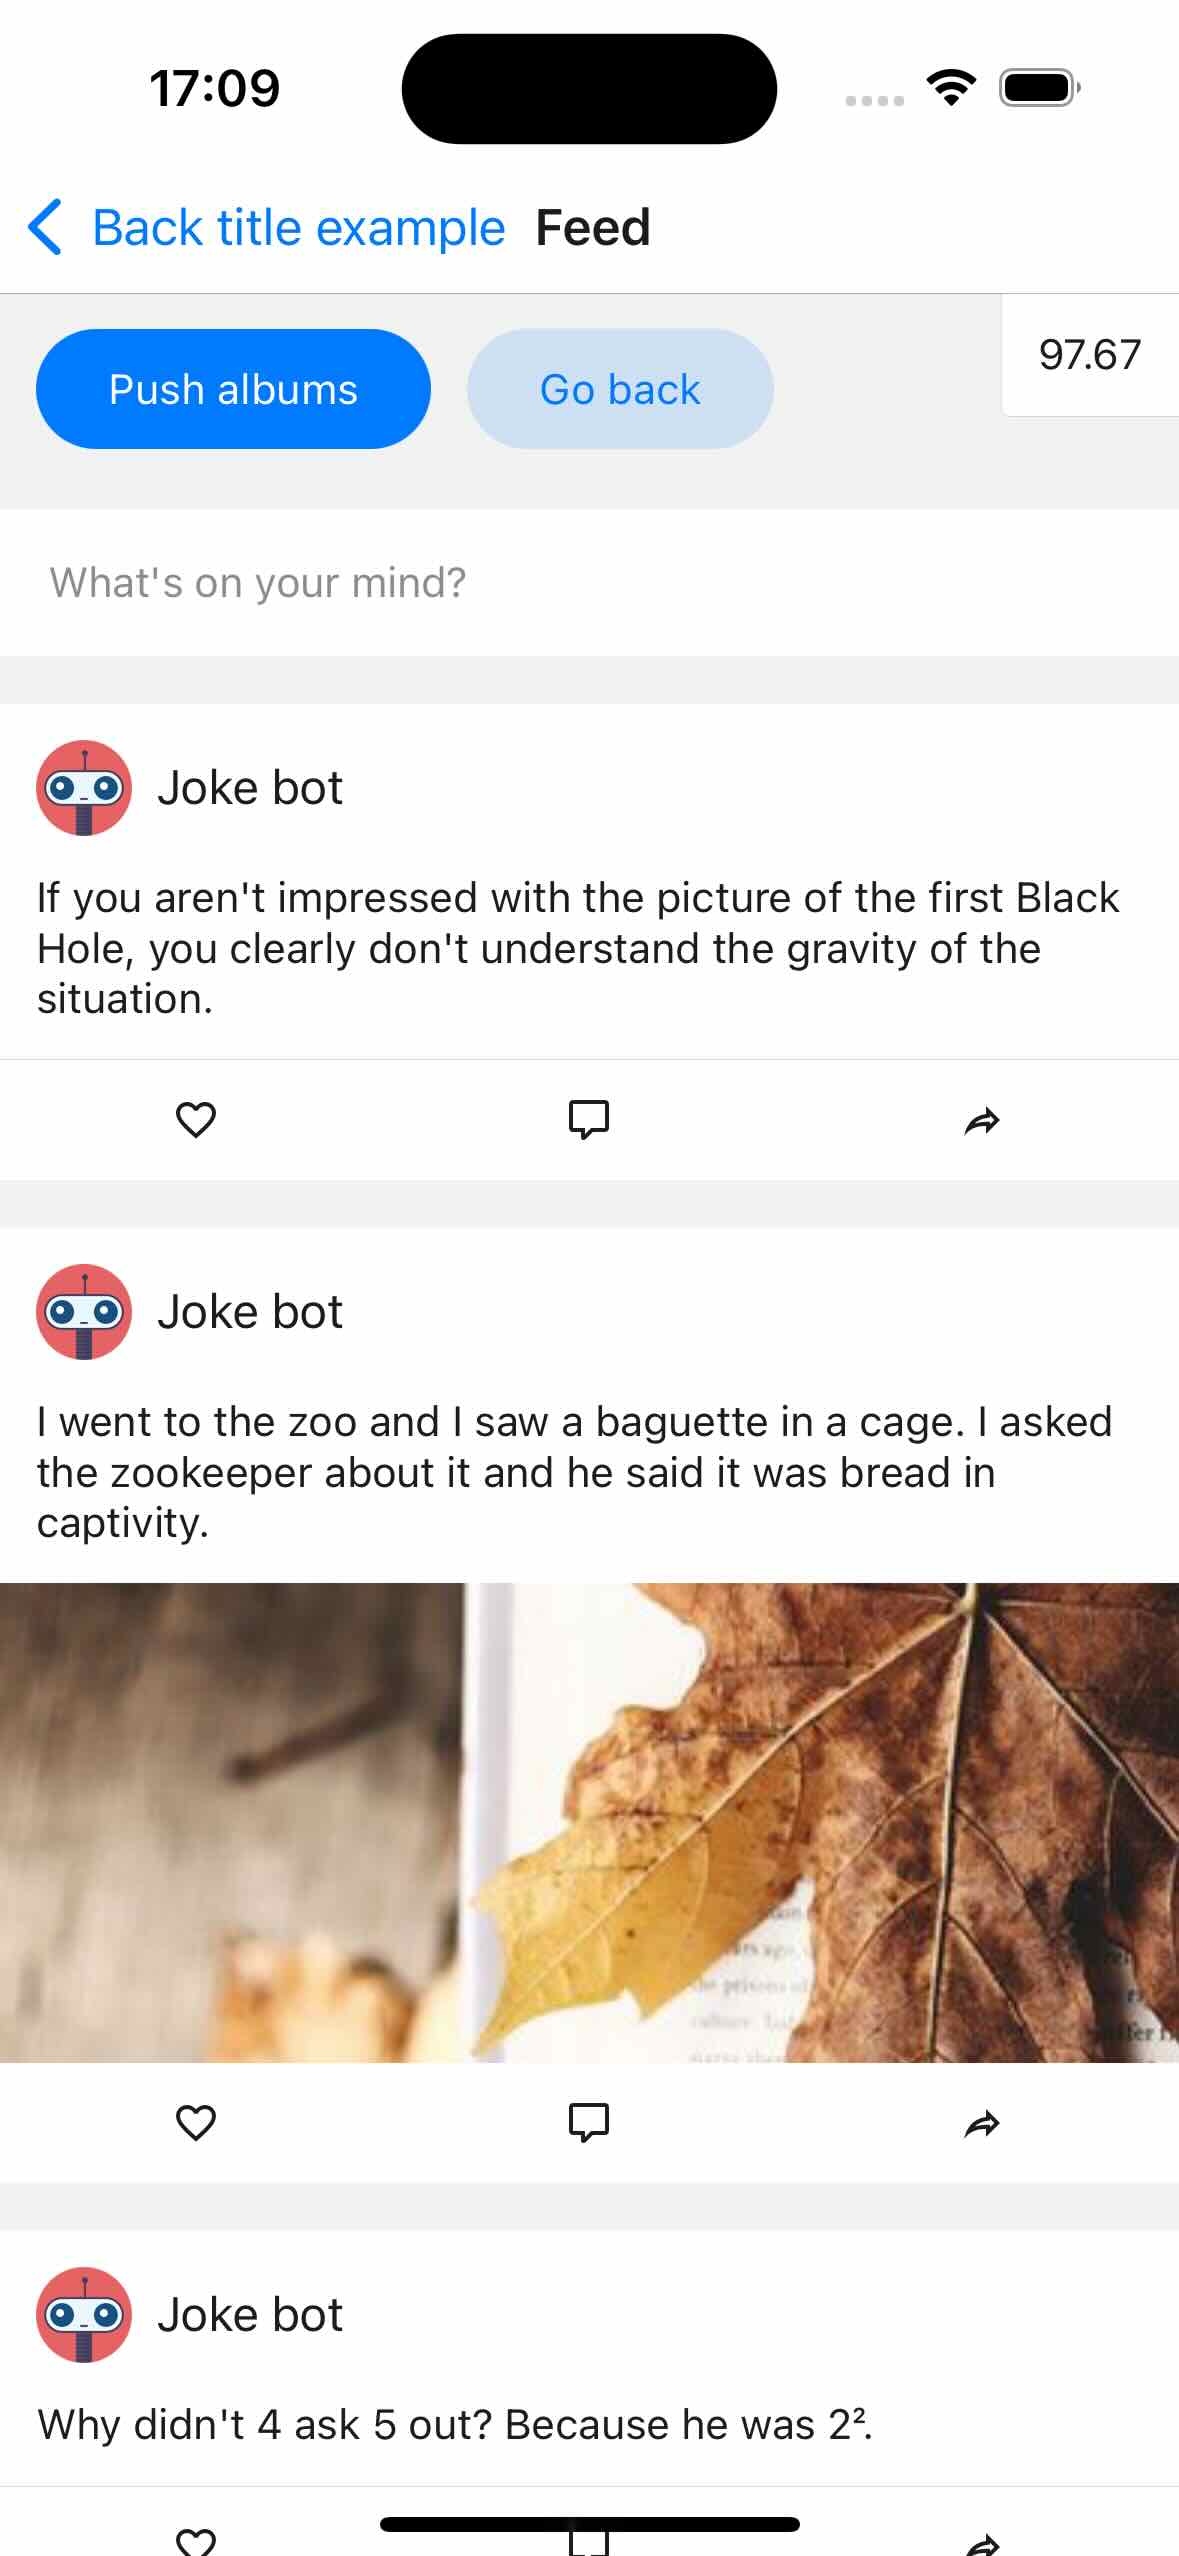 17:09
Back title example Feed
Push albums
Go back
97.67
What's on your mind?
Joke bot
If you aren't impressed with the picture of the first Black
Hole, you clearly don't understand the gravity of the
situation.
Joke bot
I went to the zoo and I saw a baguette in a cage. I asked
the zookeeper about it and he said it was bread in
captivity.
Joke bot
Why didn't 4 ask 5 out? Because he was 2².